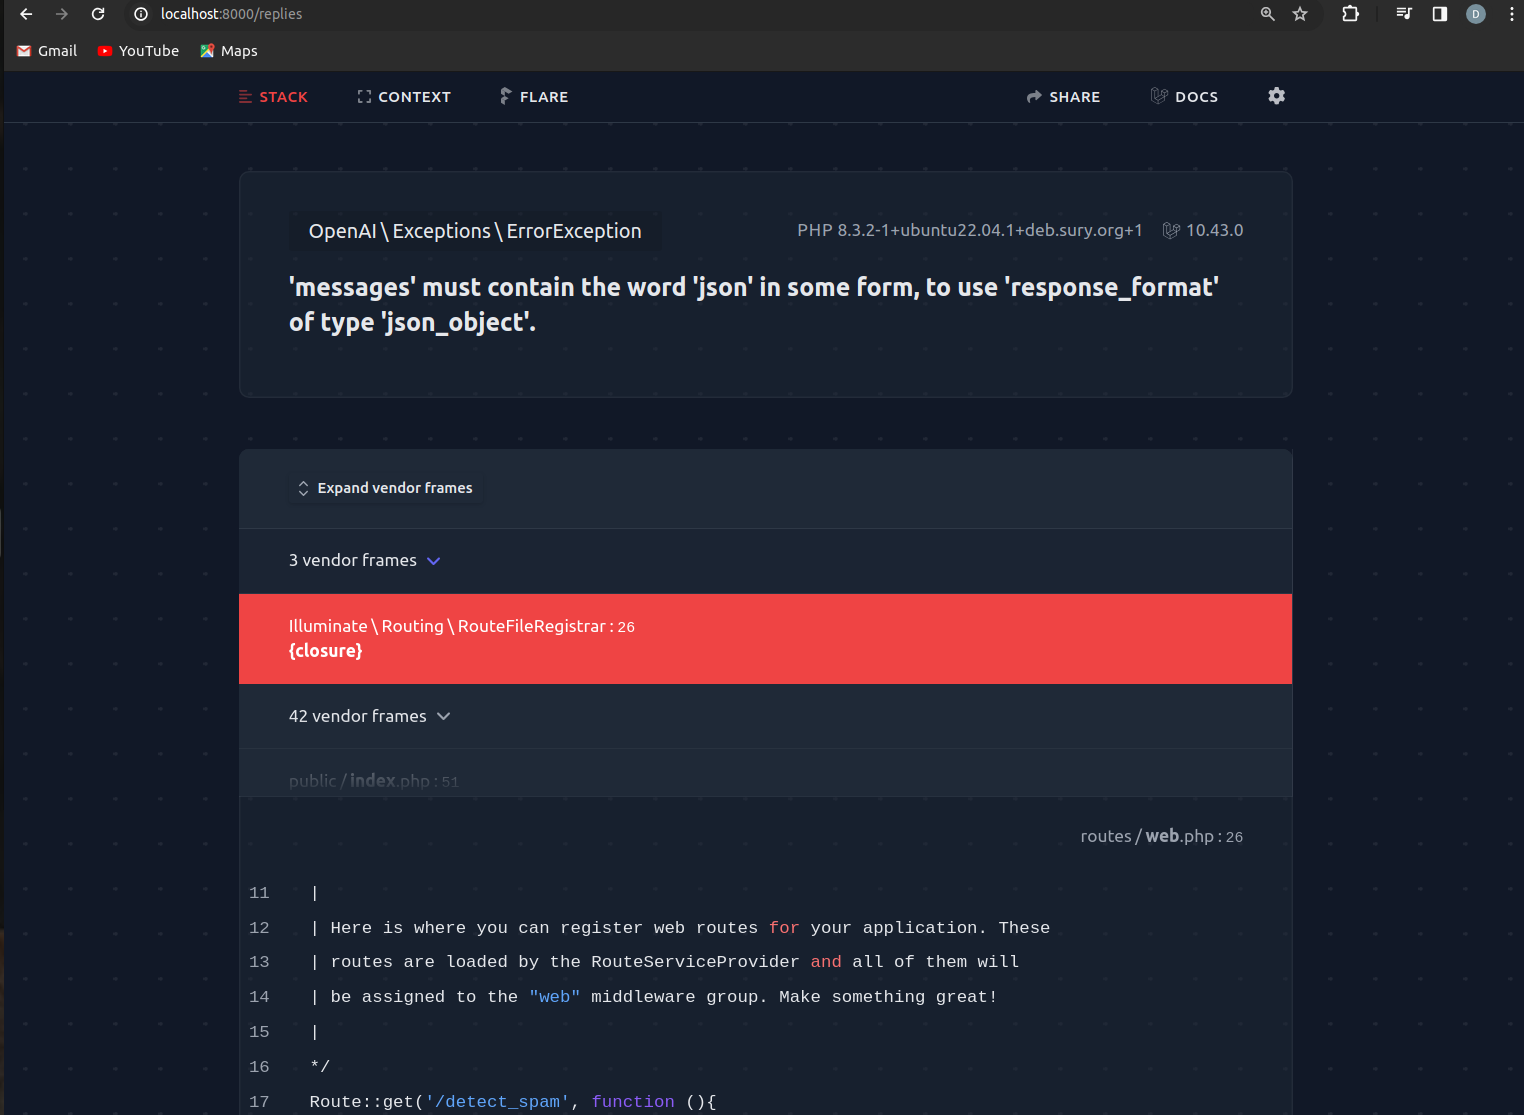 localhost:8000/replies
Gmail YouTube Maps
D
STACK CONTEXT FLARE SHARE DOCS
OpenAI \ Exceptions \ ErrorException PHP 8.3.2-1+ubuntu22.04.1+deb.sury.org+1 10.43.0
'messages' must contain the word 'json' in some form, to use 'response_format'
of type 'json_object'.
Expand vendor frames
3 vendor frames
Illuminate \ Routing \ RouteFileRegistrar : 26
{closure}
42 vendor frames
public / index.php : 51
routes / web.php : 26
11 |
12 | Here is where you can register web routes for your application. These
13 | routes are loaded by the RouteServiceProvider and all of them will
14 | be assigned to the "web" middleware group. Make something great!
15 |
16 */
17 Route::get('/detect_spam', function (){